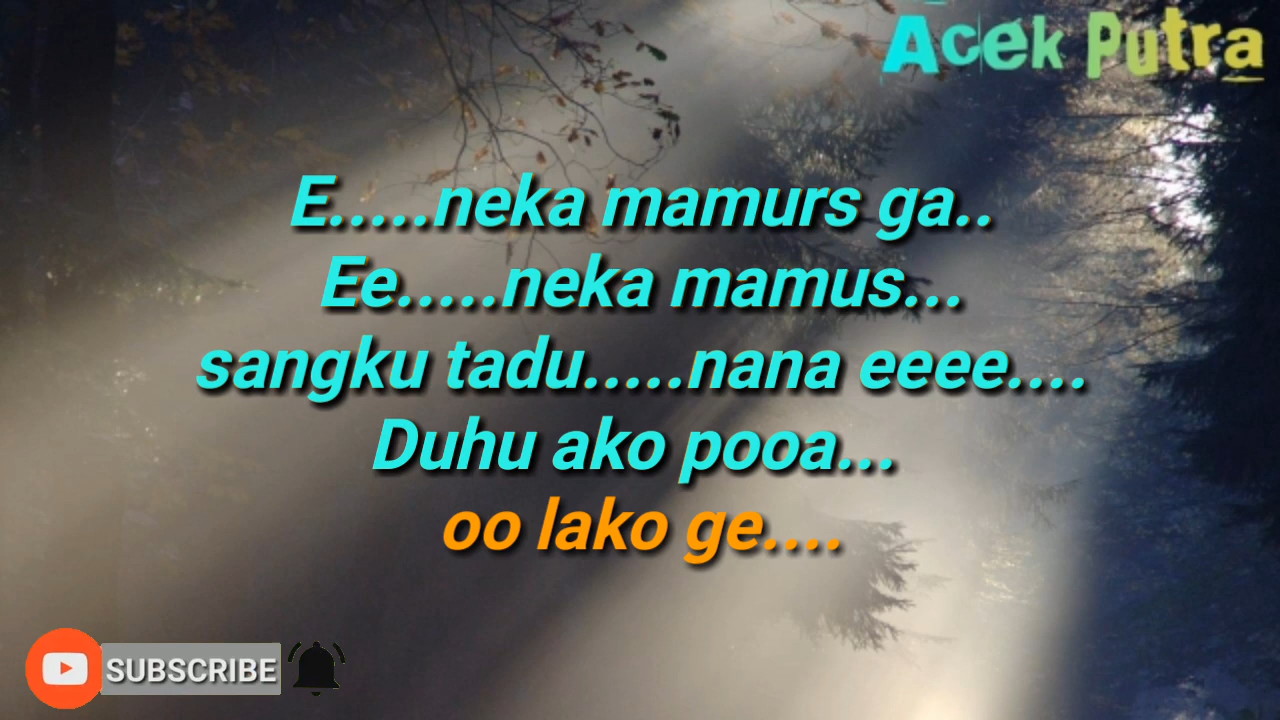 Acek Putra
E.....neka mamurs ga..
Ee.....neka mamus...
sangku tadu.....nana eeee....
Duhu ako pooa...
oo lako ge....
SUBSCRIBE